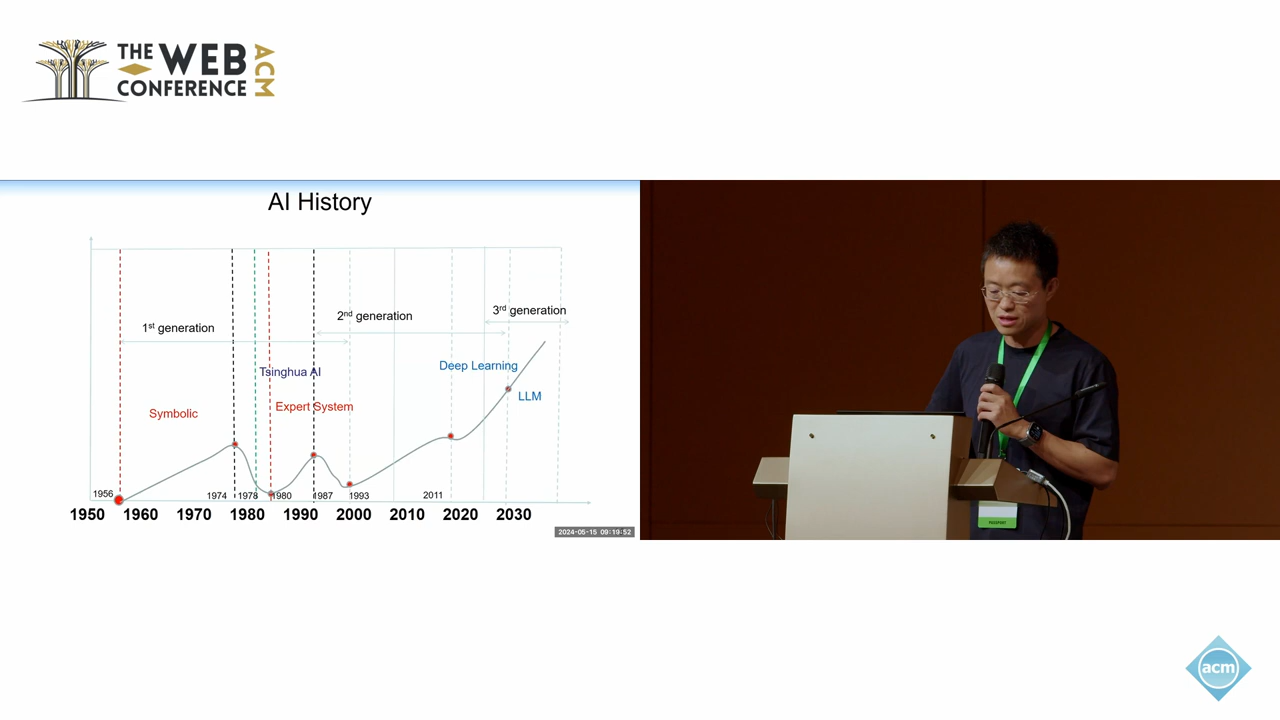 THE WEB
CONFERENCE
ACM
AI History
1st generation
2nd generation
3rd generation
Tsinghua AI
Deep Learning
Symbolic
Expert System
LLM
1956
1974
1978
1980
1987
1993
2011
1950 1960 1970 1980 1990 2000 2010 2020 2030
2024-05-15 09:19:52
PASSPORT
acm